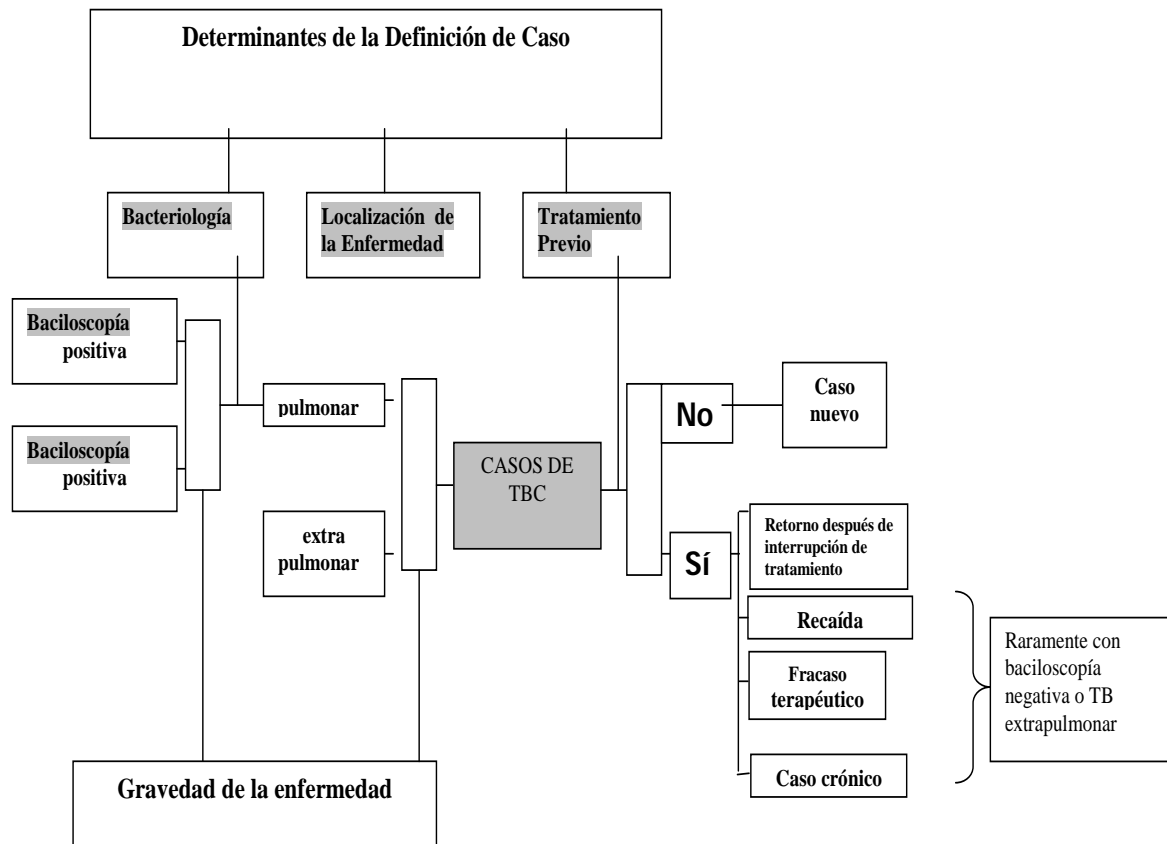 Determinantes de la Definición de Caso
Bacteriología
Localización de
la Enfermedad
Tratamiento
Previo
Baciloscopía
positiva
Baciloscopía
positiva
pulmonar
extra
pulmonar
CASOS DE
TBC
No
Caso
nuevo
Sí
Retorno después de
interrupción de
tratamiento
Recaída
Fracaso
terapéutico
Caso crónico
Raramente con
baciloscopía
negativa o TB
extrapulmonar
Gravedad de la enfermedad